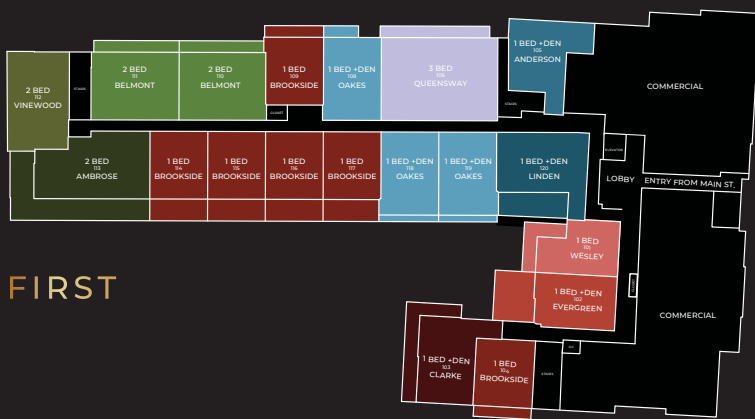 1 BED +DEN
105
ANDERSON
COMMERCIAL
2 BED
112
VINEWOOD
STAIRS
2 BED
111
BELMONT
2 BED
110
BELMONT
1 BED
109
BROOKSIDE
CLOSET
1 BED +DEN
108
OAKES
3 BED
106
QUEENSWAY
STAIRS
2 BED
113
AMBROSE
1 BED
114
BROOKSIDE
1 BED
115
BROOKSIDE
1 BED
116
BROOKSIDE
1 BED
117
BROOKSIDE
1 BED +DEN
118
OAKES
1 BED +DEN
119
OAKES
1 BED +DEN
120
LINDEN
ELEVATOR
LOBBY
ENTRY FROM MAIN ST.
1 BED
101
WESLEY
FIRST
1 BED +DEN
102
EVERGREEN
CLOSET
COMMERCIAL
1 BED +DEN
103
CLARKE
1 BED
104
BROOKSIDE
STAIRS